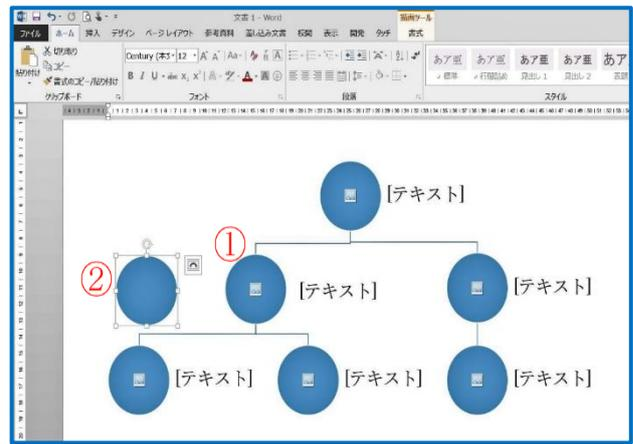 文書 1 - Word
描画ツール
ファイル ホーム 挿入 デザイン ページ レイアウト 参考資料 差し込み文書 校閲 表示 開発 タッチ 書式
切り取り
コピー
貼り付け
書式のコピー/貼り付け
クリップボード
Century (本文 12
B I U abc x₂ x²
フォント
段落
あア亜 あア亜 あア亜 あア亜 あア
標準 行間詰め 見出し 1 見出し 2 表題
スタイル
[テキスト]
①
②
[テキスト] [テキスト]
[テキスト] [テキスト] [テキスト]